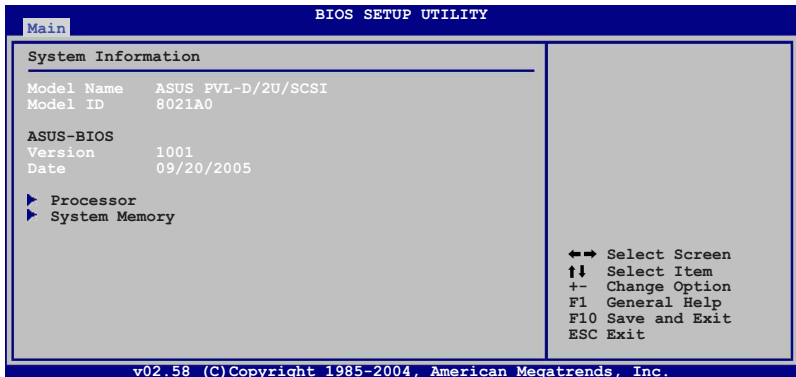 BIOS SETUP UTILITY
Main
System Information
Model Name ASUS PVL-D/2U/SCSI
Model ID 8021A0
ASUS-BIOS
Version 1001
Date 09/20/2005
Processor
System Memory
←→ Select Screen
↑↓ Select Item
+- Change Option
F1 General Help
F10 Save and Exit
ESC Exit
v02.58 (C)Copyright 1985-2004, American Megatrends, Inc.